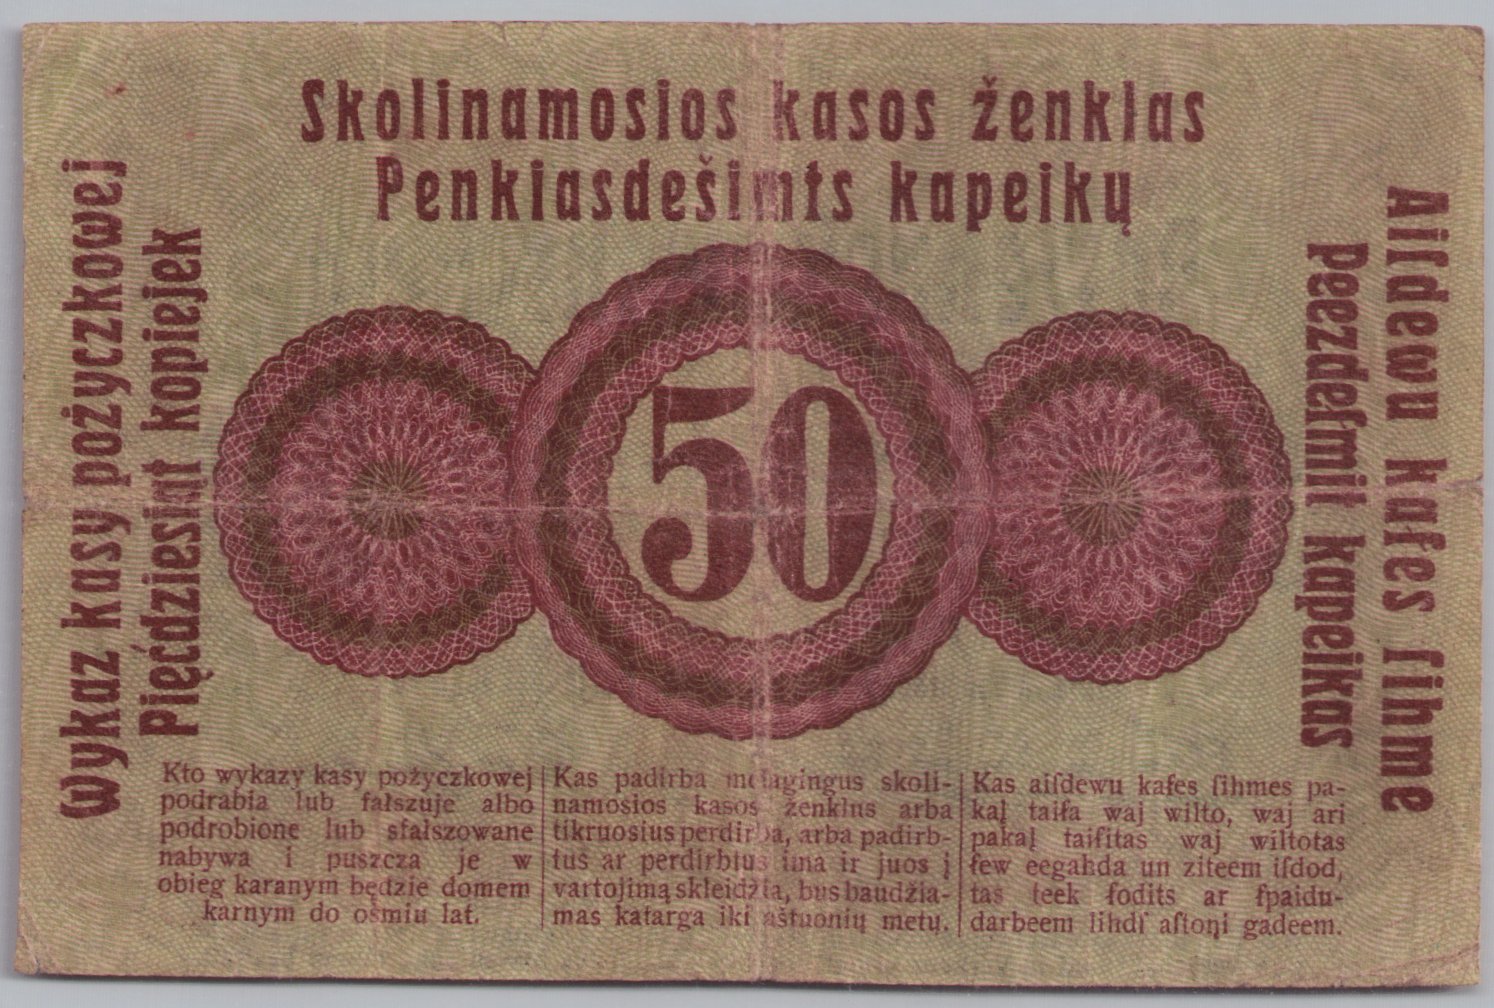 Skolinamosios kasos ženklas
Penkiasdešimts kapeikų
Wykaz kasy pożyczkowej
Pięćdziesiąt kopiejek
50
Aiſdewu kaſes ſihme
peezdeſmit kapeikas
Kto wykazy kasy pożyczkowej
podrabia lub fałszuje albo
podrobione lub sfałszowane
nabywa i puszcza je w
obieg karanym będzie domem
karnym do ośmiu lat.
Kas padirba melagingus skoli-
namosios kasos ženklus arba
tikruosius perdirba, arba padirb-
tus ar perdirbtus ima ir juos į
vartojimą skleidžia, bus baudžia-
mas katarga iki aštuonių metų.
Kas aiſdewu kaſes ſihmes pa-
kaļ taiſa waj wilto, waj ari
pakaļ taiſitas waj wiltotas
ſew eegahda un ziteem iſdod,
tas teek ſodits ar ſpaidu-
darbeem lihdſ aſtoņi gadeem.